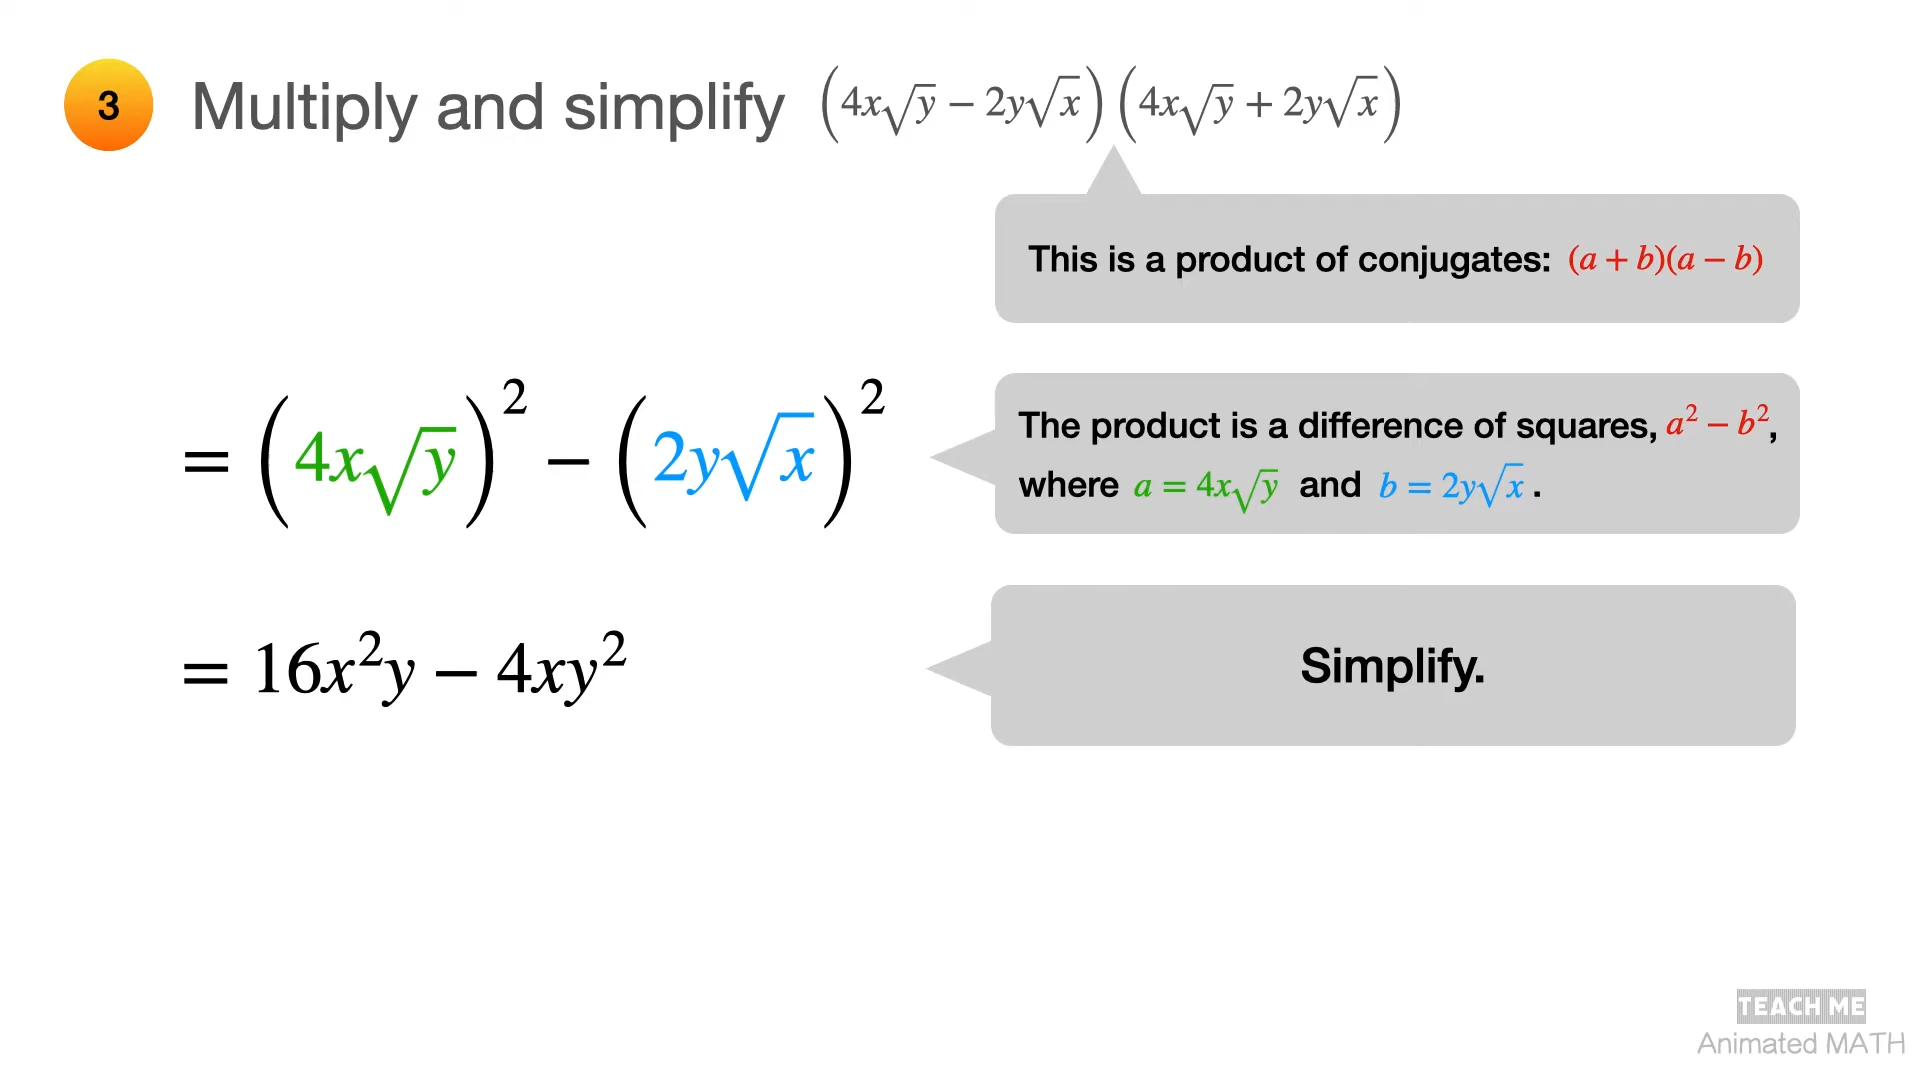 3
Multiply and simplify (4x√y − 2y√x)(4x√y + 2y√x)
This is a product of conjugates: (a + b)(a − b)
= (4x√y)² − (2y√x)²
The product is a difference of squares, a² − b²,
where a = 4x√y and b = 2y√x.
= 16x²y − 4xy²
Simplify.
TEACH ME
Animated MATH